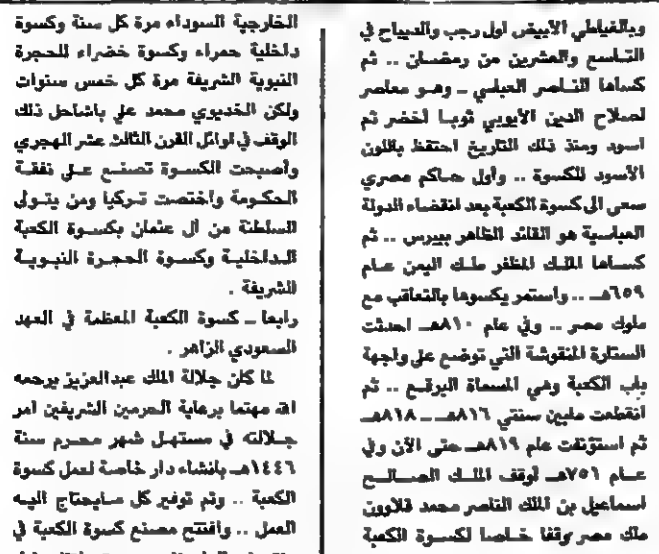 وبالقباطي الأبيض اول رجب والديباج في
التاسع والعشرين من رمضان .. ثم
كساها الناصر العباسي ــ وهو معاصر
لصلاح الدين الأيوبي ثوبا أخضر ثم
اسود ومنذ ذلك التاريخ احتفظ باللون
الأسود للكسوة .. وأول حاكم مصري
سعى الى كسوة الكعبة بعد انقضاء الدولة
العباسية هو القائد الظاهر بيبرس .. ثم
كساها الملك المظفر ملك اليمن عام
٦٥٩هـ .. واستمر يكسوها بالتعاقب مع
ملوك مصر .. وفي عام ٨١٠هـ احدثت
الستارة المنقوشة التي توضع على واجهة
باب الكعبة وهي المسماة البرقع .. ثم
انقطعت مابين سنتي ٨١٦هـ ــ ٨١٨هـ
ثم استؤنفت عام ٨١٩هـ حتى الآن وفي
عام ٧٥١هـ أوقف الملك الصالح
اسماعيل بن الملك الناصر محمد قلاوون
ملك مصر وقفا خاصا لكسوة الكعبة
الخارجية السوداء مرة كل سنة وكسوة
داخلية حمراء وكسوة خضراء للحجرة
النبوية الشريفة مرة كل خمس سنوات
ولكن الخديوري محمد علي باشاحل ذلك
الوقف في اوائل القرن الثالث عشر الهجري
وأصبحت الكسوة تصنع على نفقة
الحكومة وأختصت تركيا ومن يتولى
السلطنة من آل عثمان بكسوة الكعبة
الداخلية وكسوة الحجرة النبوية
الشريفة .
رابعا ــ كسوة الكعبة المعظمة في العهد
السعودي الزاهر .
لما كان جلالة الملك عبدالعزيز يرحمه
الله مهتما برعاية الحرمين الشريفين امر
جلالته في مستهل شهر محرم سنة
١٤٤٦هـ بانشاء دار خاصة لعمل كسوة
الكعبة .. وتم توفير كل مايحتاج اليه
العمل .. وافتتح مصنع كسوة الكعبة في